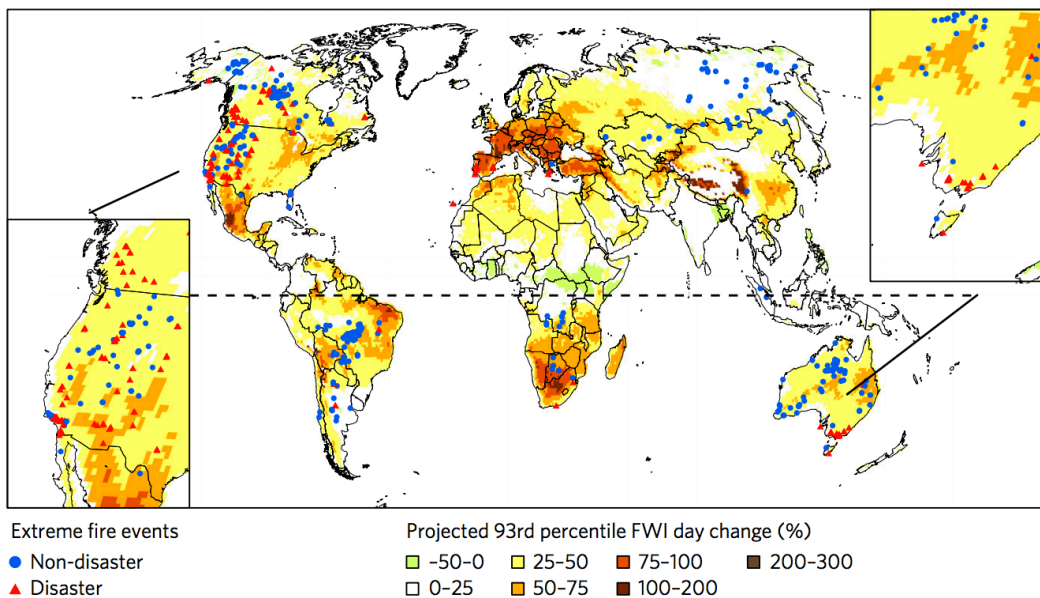 Extreme fire events
Non-disaster
Disaster
Projected 93rd percentile FWI day change (%)
−50–0 25–50 75–100 200–300
0–25 50–75 100–200